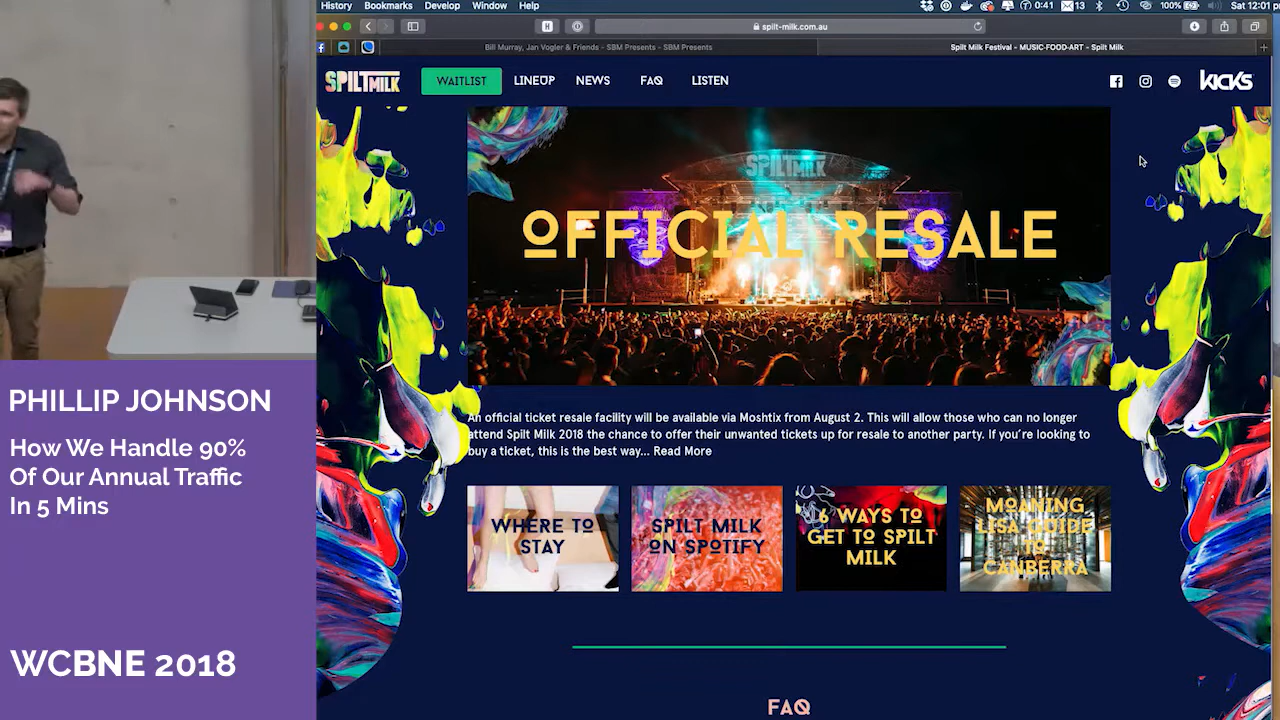 History Bookmarks Develop Window Help
0:41
13
100%
Sat 12:01
H
spilt-milk.com.au
Bill Murray, Jan Vogler & Friends - SBM Presents - SBM Presents
Spilt Milk Festival - MUSIC-FOOD-ART - Spilt Milk
SPILT MILK
WAITLIST
LINEUP
NEWS
FAQ
LISTEN
KICKS
SPILT MILK
OFFICIAL RESALE
An official ticket resale facility will be available via Moshtix from August 2. This will allow those who can no longer
attend Spilt Milk 2018 the chance to offer their unwanted tickets up for resale to another party. If you're looking to
buy a ticket, this is the best way... Read More
WHERE TO
STAY
SPILT MILK
ON SPOTIFY
6 WAYS TO
GET TO SPILT
MILK
MOANING
LISA GUIDE
TO
CANBERRA
FAQ
PHILLIP JOHNSON
How We Handle 90%
Of Our Annual Traffic
In 5 Mins
WCBNE 2018